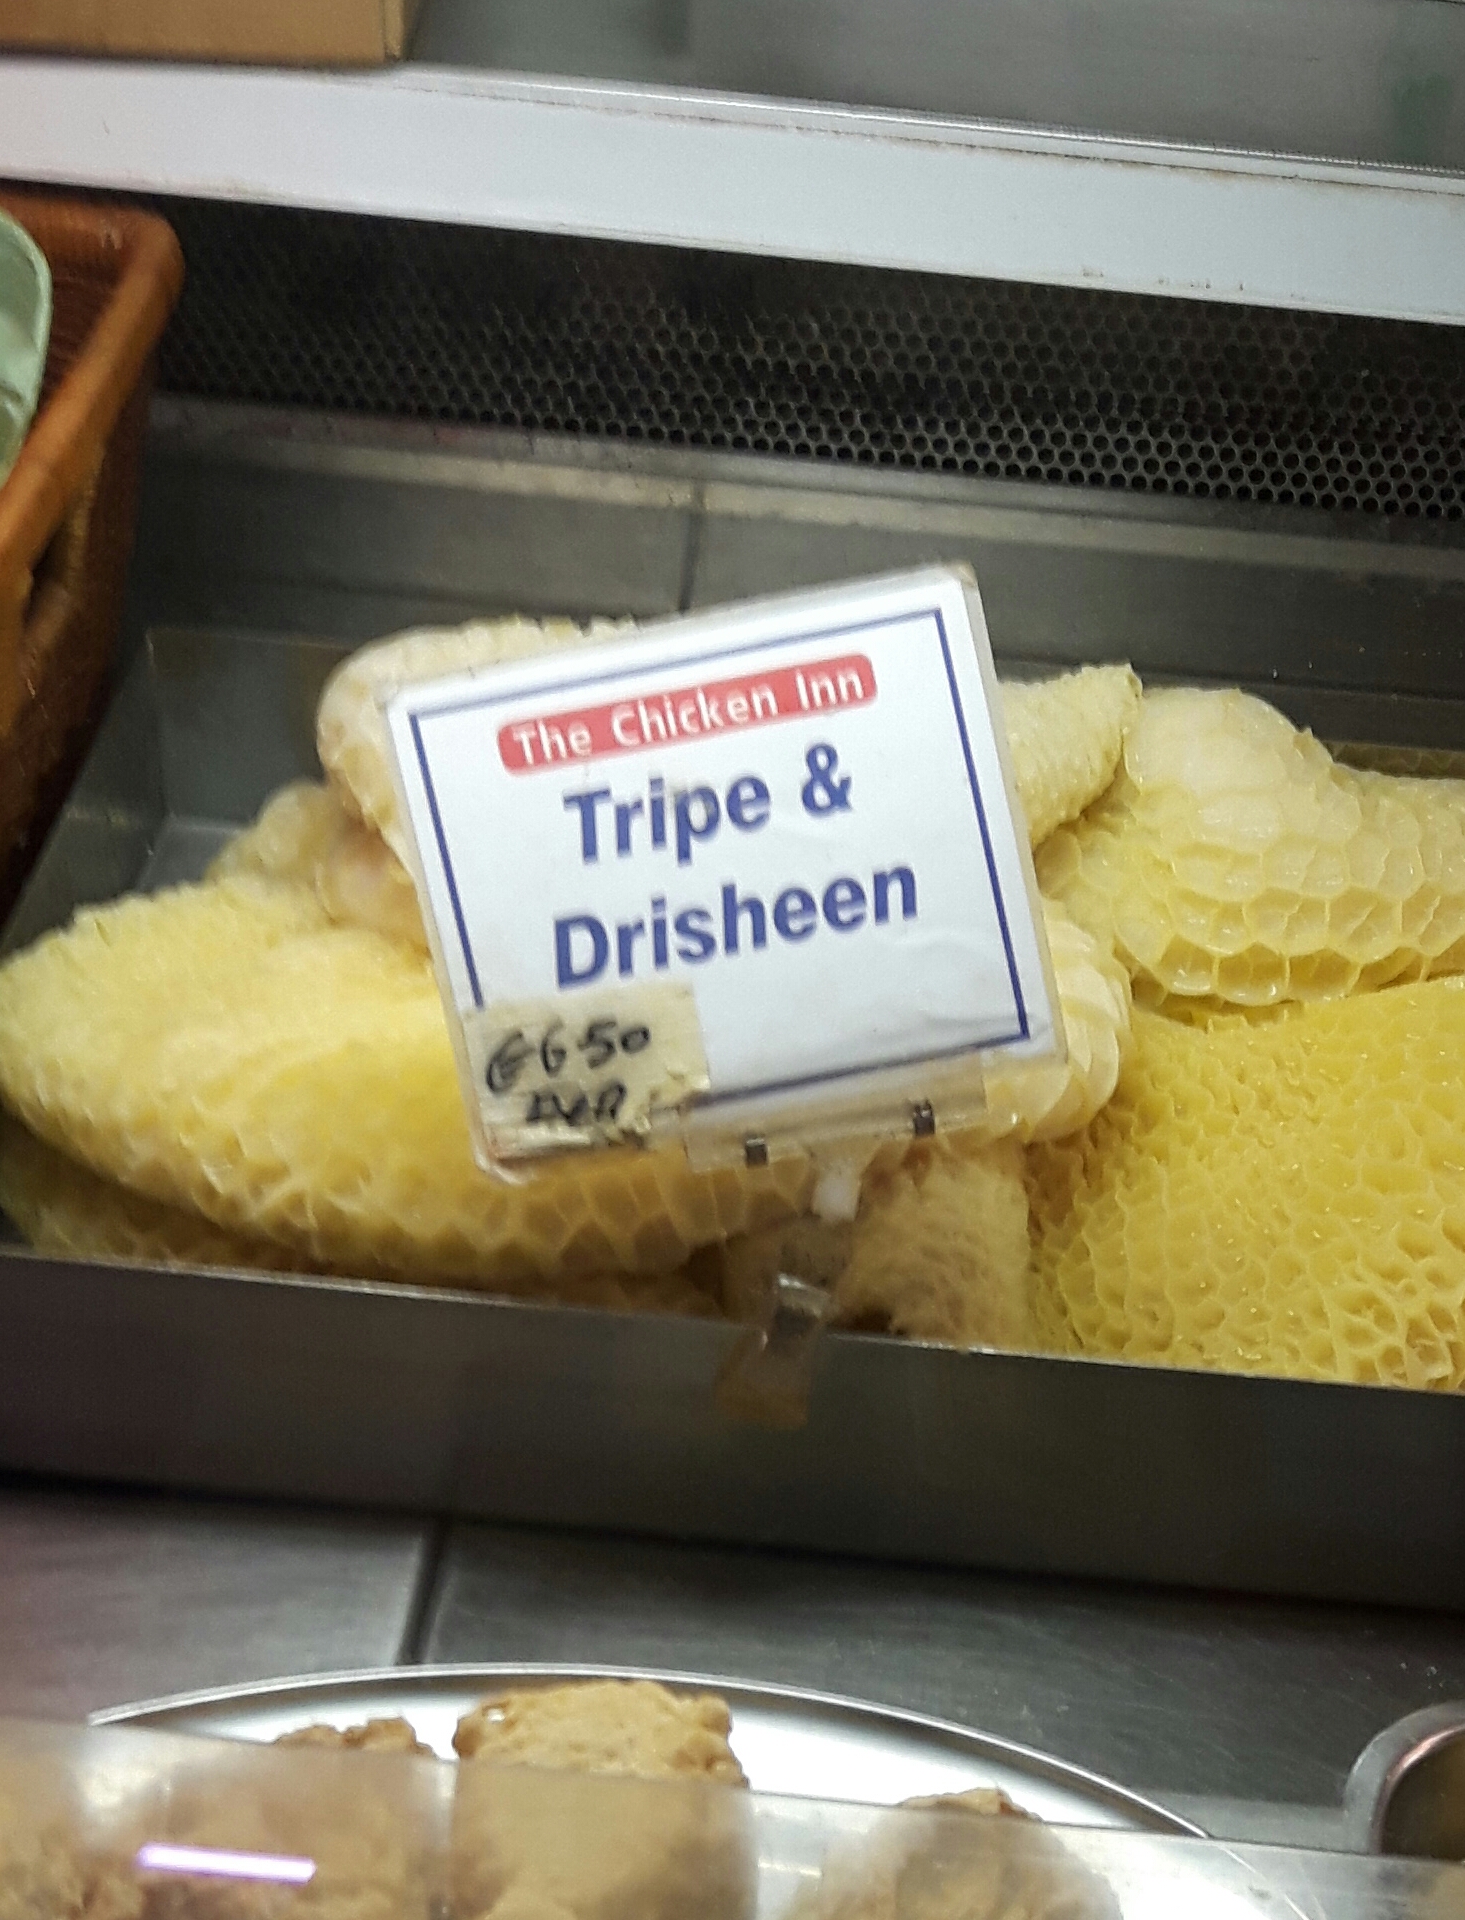 The Chicken Inn
Tripe &
Drisheen
€6.50